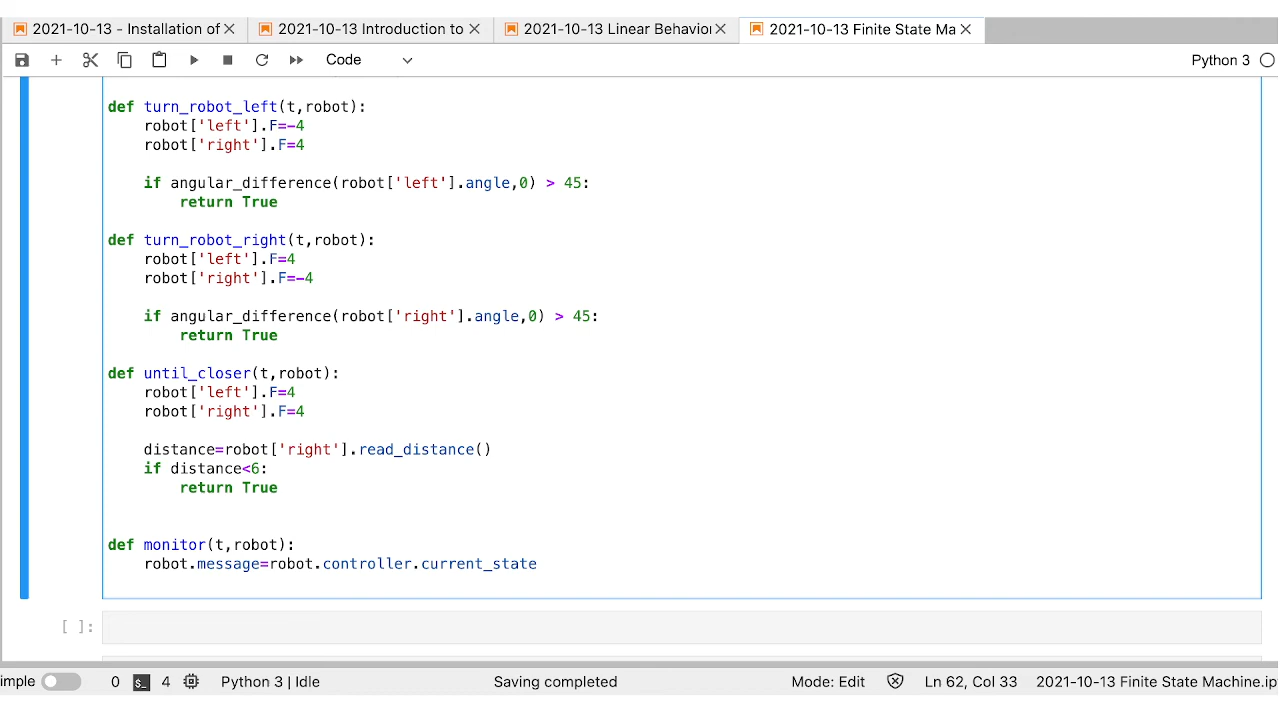 2021-10-13 - Installation of
2021-10-13 Introduction to
2021-10-13 Linear Behavior
2021-10-13 Finite State Ma
Code
Python 3
def turn_robot_left(t,robot):
    robot['left'].F=-4
    robot['right'].F=4
    if angular_difference(robot['left'].angle,0) > 45:
        return True
def turn_robot_right(t,robot):
    robot['left'].F=4
    robot['right'].F=-4
    if angular_difference(robot['right'].angle,0) > 45:
        return True
def until_closer(t,robot):
    robot['left'].F=4
    robot['right'].F=4
    distance=robot['right'].read_distance()
    if distance<6:
        return True
def monitor(t,robot):
    robot.message=robot.controller.current_state
[ ]:
imple
0
$_
4
Python 3 | Idle
Saving completed
Mode: Edit
Ln 62, Col 33
2021-10-13 Finite State Machine.ip